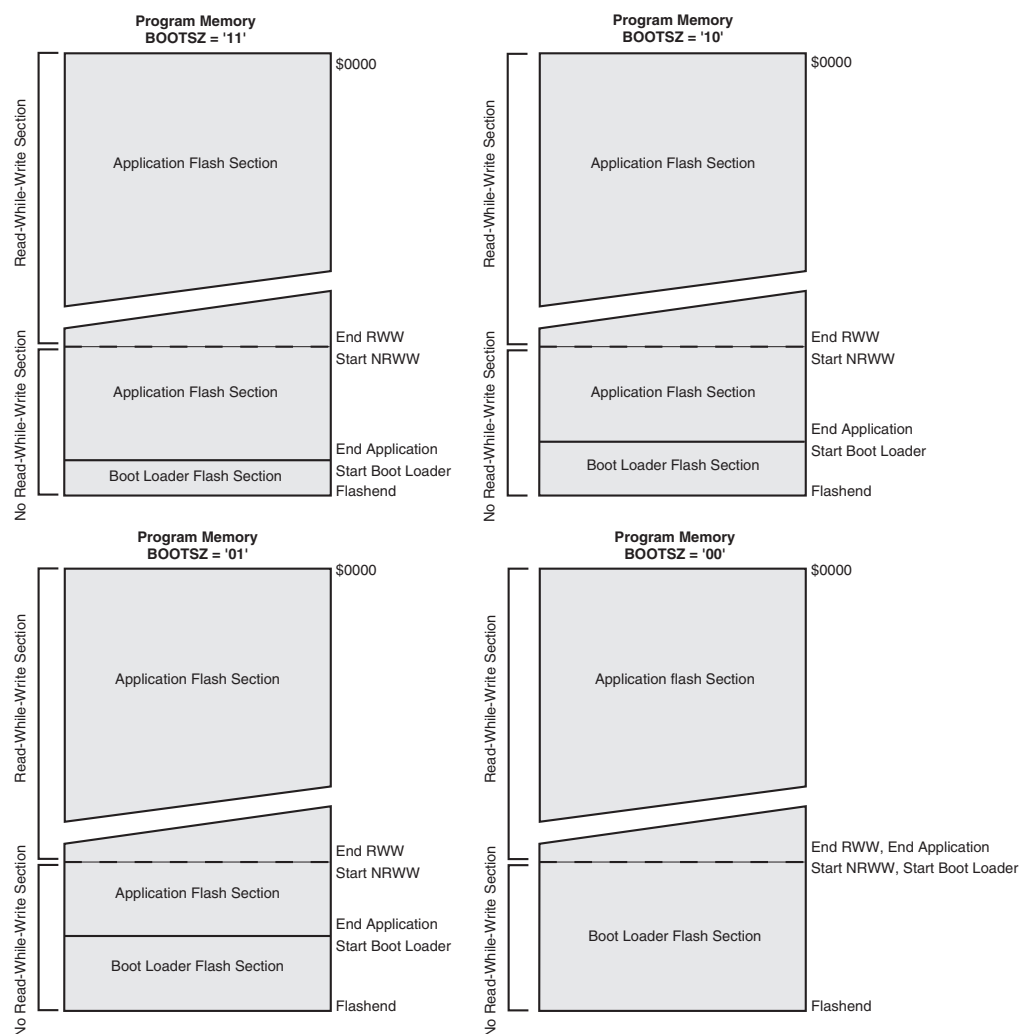 Program Memory
BOOTSZ = '11'
$0000
Read-While-Write Section
Application Flash Section
End RWW
Start NRWW
No Read-While-Write Section
Application Flash Section
End Application
Start Boot Loader
Boot Loader Flash Section
Flashend
Program Memory
BOOTSZ = '10'
$0000
Read-While-Write Section
Application Flash Section
End RWW
Start NRWW
No Read-While-Write Section
Application Flash Section
End Application
Start Boot Loader
Boot Loader Flash Section
Flashend
Program Memory
BOOTSZ = '01'
$0000
Read-While-Write Section
Application Flash Section
End RWW
Start NRWW
No Read-While-Write Section
Application Flash Section
End Application
Start Boot Loader
Boot Loader Flash Section
Flashend
Program Memory
BOOTSZ = '00'
$0000
Read-While-Write Section
Application flash Section
End RWW, End Application
Start NRWW, Start Boot Loader
No Read-While-Write Section
Boot Loader Flash Section
Flashend